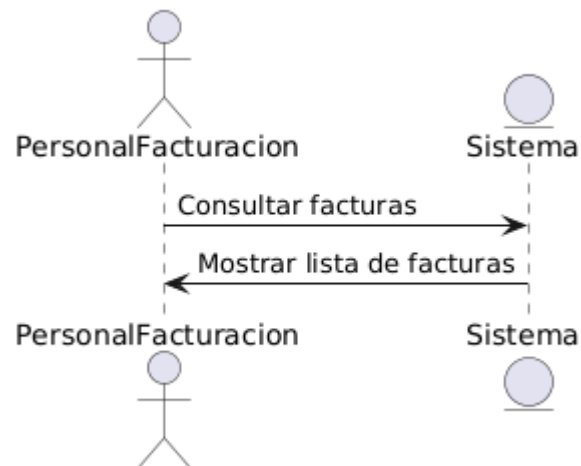 PersonalFacturacion Sistema
Consultar facturas
Mostrar lista de facturas
PersonalFacturacion Sistema